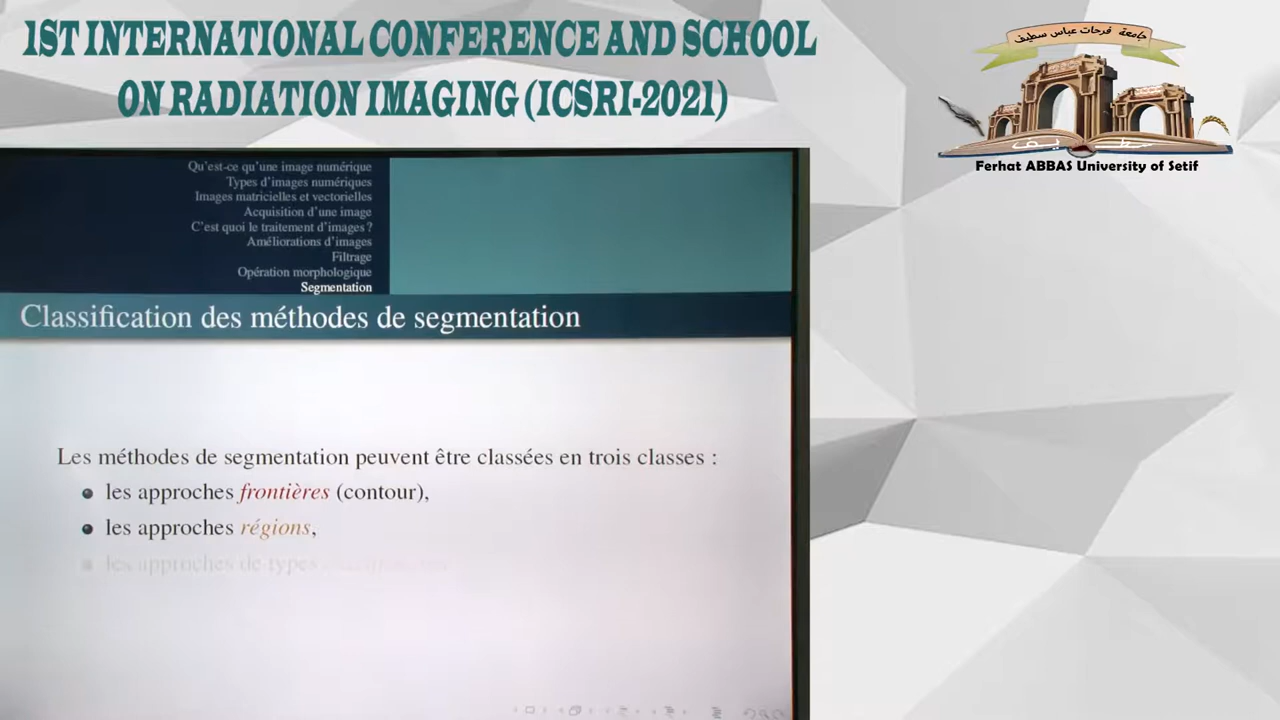 1ST INTERNATIONAL CONFERENCE AND SCHOOL
ON RADIATION IMAGING (ICSRI-2021)
جامعة فرحات عباس سطيف
Ferhat ABBAS University of Setif
Qu'est-ce qu'une image numérique
Types d'images numériques
Images matricielles et vectorielles
Acquisition d'une image
C'est quoi le traitement d'images ?
Améliorations d'images
Filtrage
Opération morphologique
Segmentation
Classification des méthodes de segmentation
Les méthodes de segmentation peuvent être classées en trois classes :
les approches frontières (contour),
les approches régions,
les approches de types